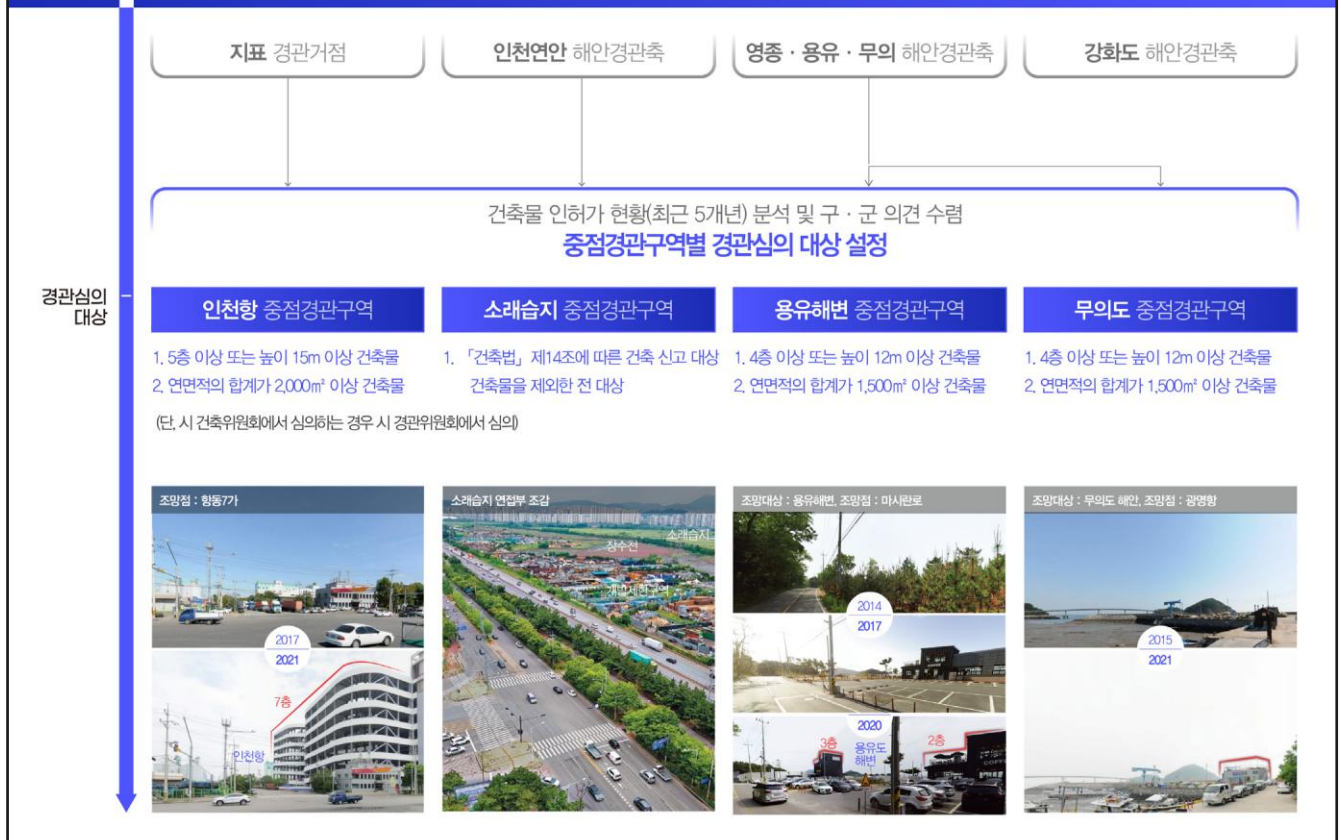 지표 경관거점
인천연안 해안경관축
영종 · 용유 · 무의 해안경관축
강화도 해안경관축
건축물 인허가 현황(최근 5개년) 분석 및 구 · 군 의견 수렴
중점경관구역별 경관심의 대상 설정
경관심의
대상
인천항 중점경관구역
1. 5층 이상 또는 높이 15m 이상 건축물
2. 연면적의 합계가 2,000㎡ 이상 건축물
(단, 시 건축위원회에서 심의하는 경우 시 경관위원회에서 심의)
소래습지 중점경관구역
1. 「건축법」 제14조에 따른 건축 신고 대상
건축물을 제외한 전 대상
용유해변 중점경관구역
1. 4층 이상 또는 높이 12m 이상 건축물
2. 연면적의 합계가 1,500㎡ 이상 건축물
무의도 중점경관구역
1. 4층 이상 또는 높이 12m 이상 건축물
2. 연면적의 합계가 1,500㎡ 이상 건축물
조망점 : 항동7가
2017
2021
7층
인천항
소래습지 연접부 조감
소래습지
장수천
개발제한구역
조망대상 : 용유해변, 조망점 : 마시란로
2014
2017
2020
3층
용유도
해변
2층
조망대상 : 무의도 해안, 조망점 : 광명항
2015
2021